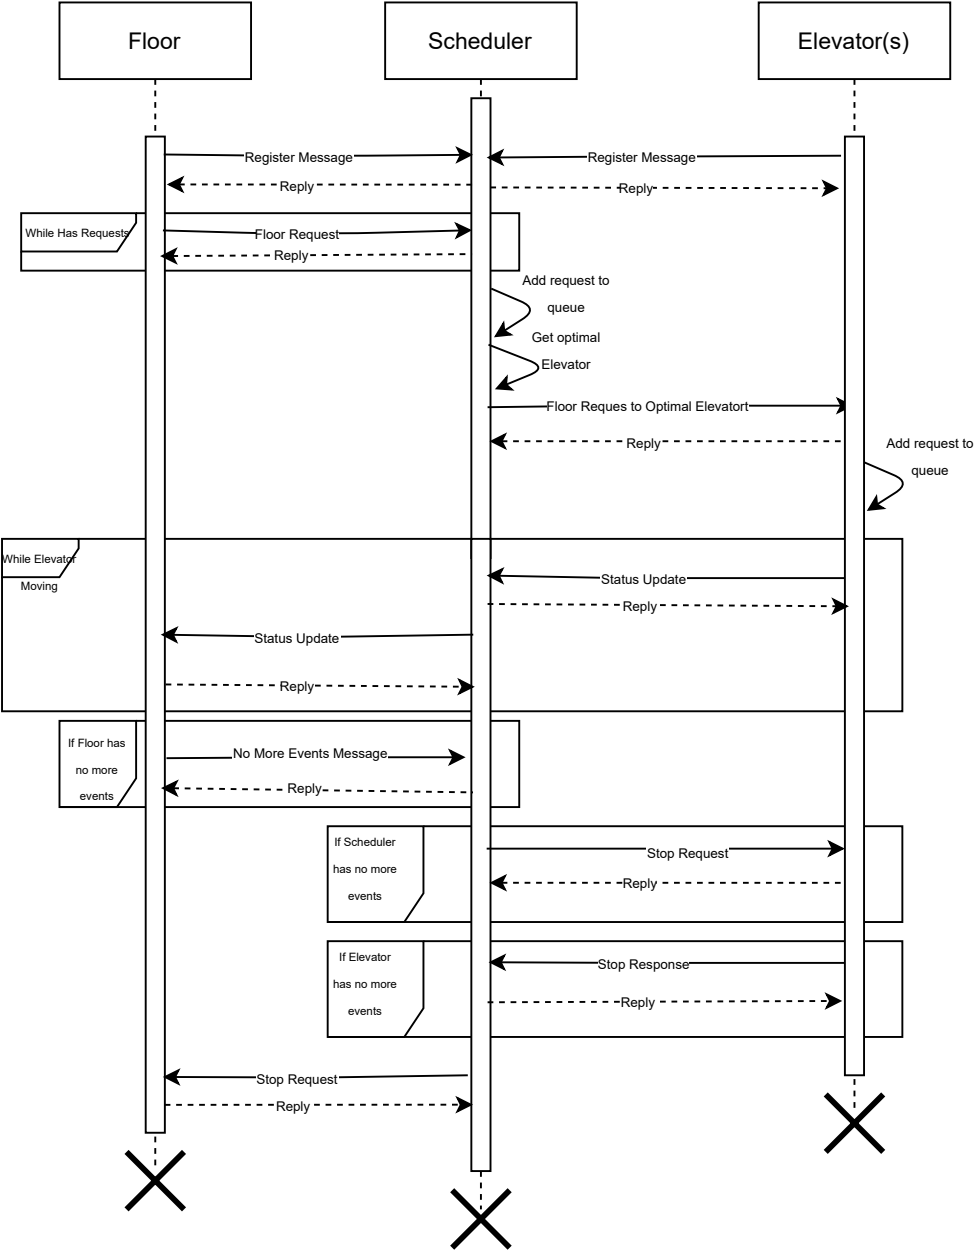 Floor
Scheduler
Elevator(s)
Register Message
Register Message
Reply
Reply
While Has Requests
Floor Request
Reply
Add request to
queue
Get optimal
Elevator
Floor Reques to Optimal Elevatort
Reply
Add request to
queue
While Elevator
Moving
Status Update
Reply
Status Update
Reply
If Floor has
no more
events
No More Events Message
Reply
If Scheduler
has no more
events
Stop Request
Reply
If Elevator
has no more
events
Stop Response
Reply
Stop Request
Reply